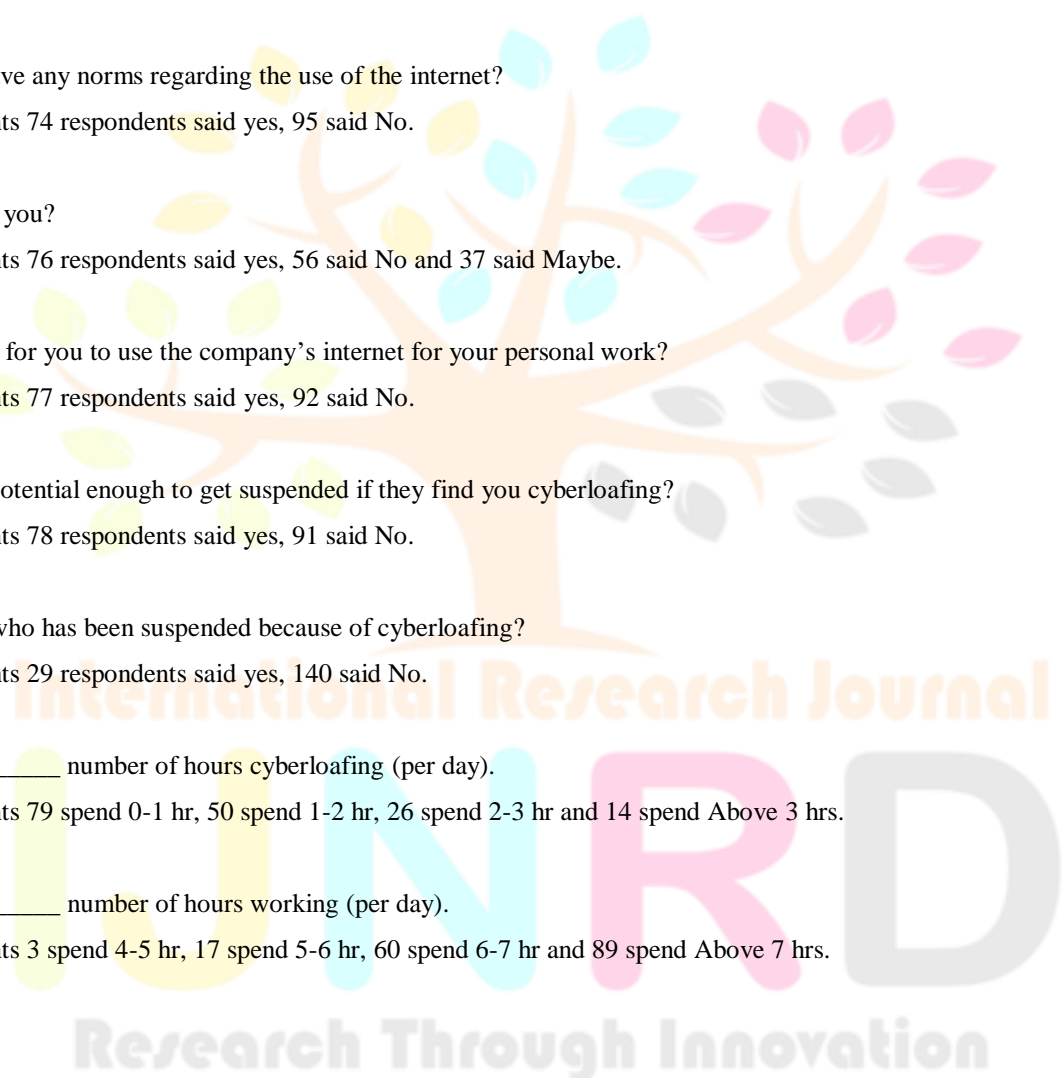 ve any norms regarding the use of the internet?
nts 74 respondents said yes, 95 said No.
you?
nts 76 respondents said yes, 56 said No and 37 said Maybe.
for you to use the company’s internet for your personal work?
nts 77 respondents said yes, 92 said No.
otential enough to get suspended if they find you cyberloafing?
nts 78 respondents said yes, 91 said No.
who has been suspended because of cyberloafing?
nts 29 respondents said yes, 140 said No.
International Research Journal
_____ number of hours cyberloafing (per day).
nts 79 spend 0-1 hr, 50 spend 1-2 hr, 26 spend 2-3 hr and 14 spend Above 3 hrs.
IJNRD
_____ number of hours working (per day).
nts 3 spend 4-5 hr, 17 spend 5-6 hr, 60 spend 6-7 hr and 89 spend Above 7 hrs.
Research Through Innovation